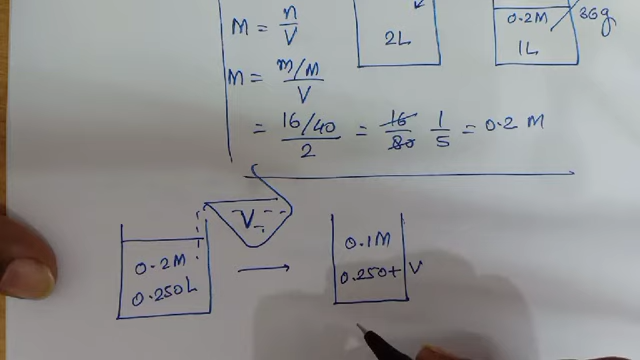 M = n/V
2L
0.2M
1L
36g
M = m/M / V
= 16/40 / 2 = 16/80 1/5 = 0.2 M
V
0.2M
0.250L
0.1M
0.250+ V